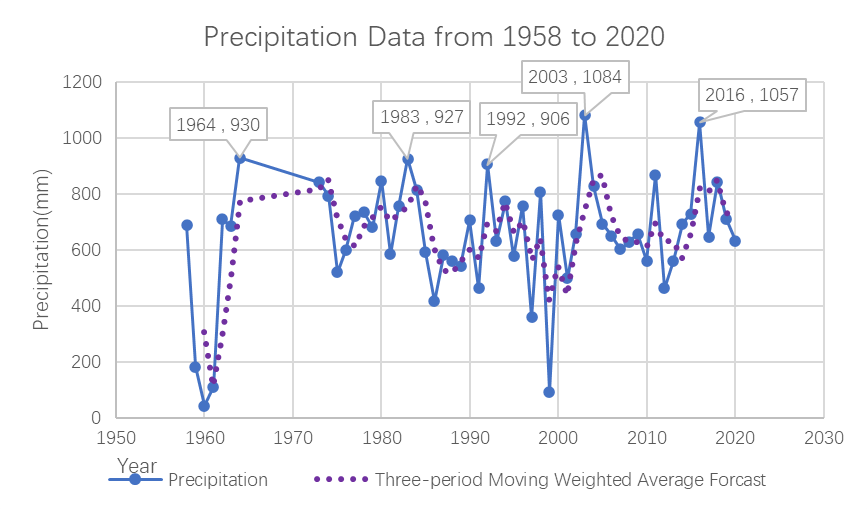 Precipitation Data from 1958 to 2020
Precipitation(mm)
1200
1000
800
600
400
200
0
1964 , 930
1983 , 927
1992 , 906
2003 , 1084
2016 , 1057
1950
1960
1970
1980
1990
2000
2010
2020
2030
Year
Precipitation
Three-period Moving Weighted Average Forcast